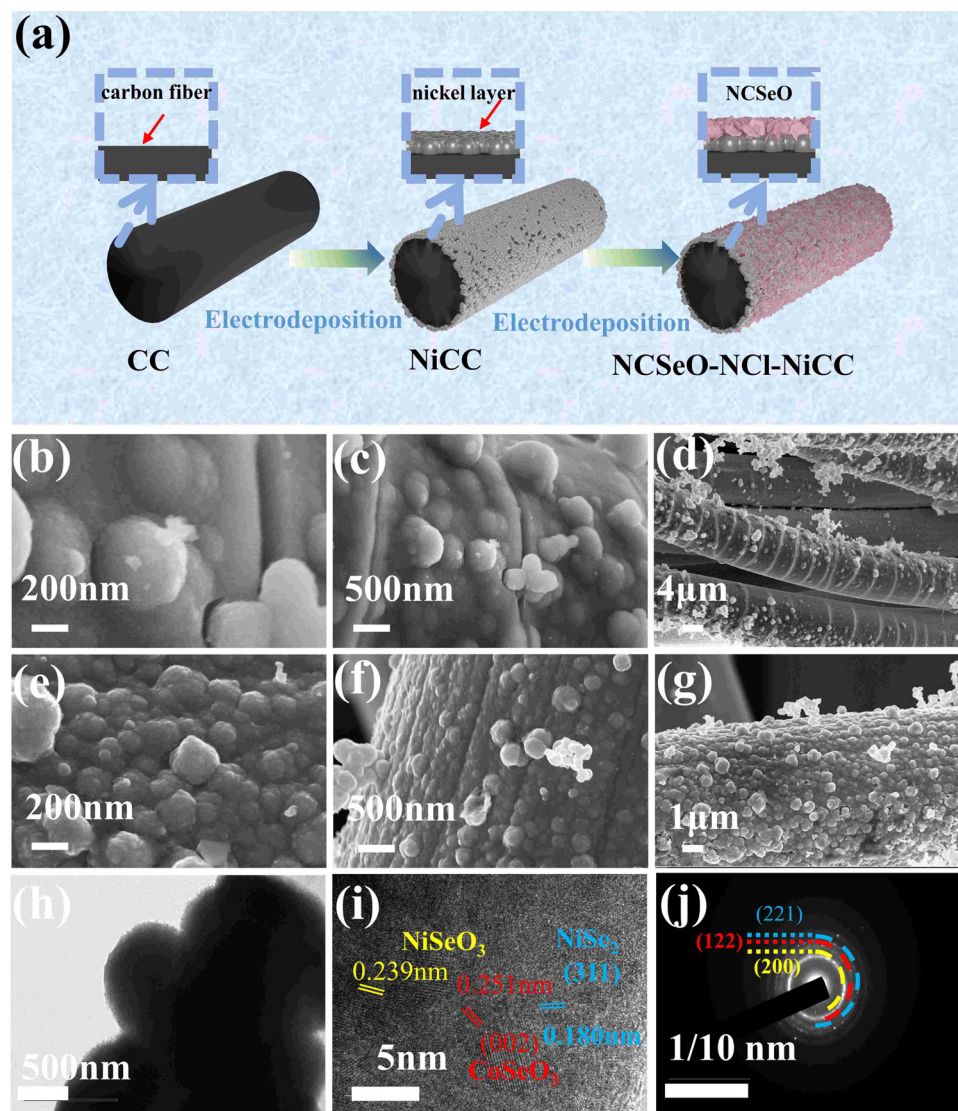 (a)
carbon fiber
nickel layer
NCSeO
Electrodeposition
Electrodeposition
CC
NiCC
NCSeO-NCl-NiCC
(b)
200nm
(c)
500nm
(d)
4μm
(e)
200nm
(f)
500nm
(g)
1μm
(h)
500nm
(i)
NiSeO₃
0.239nm
0.251nm
(002)
CoSeO₃
NiSe₂
(311)
0.180nm
5nm
(j)
(221)
(122)
(200)
1/10 nm